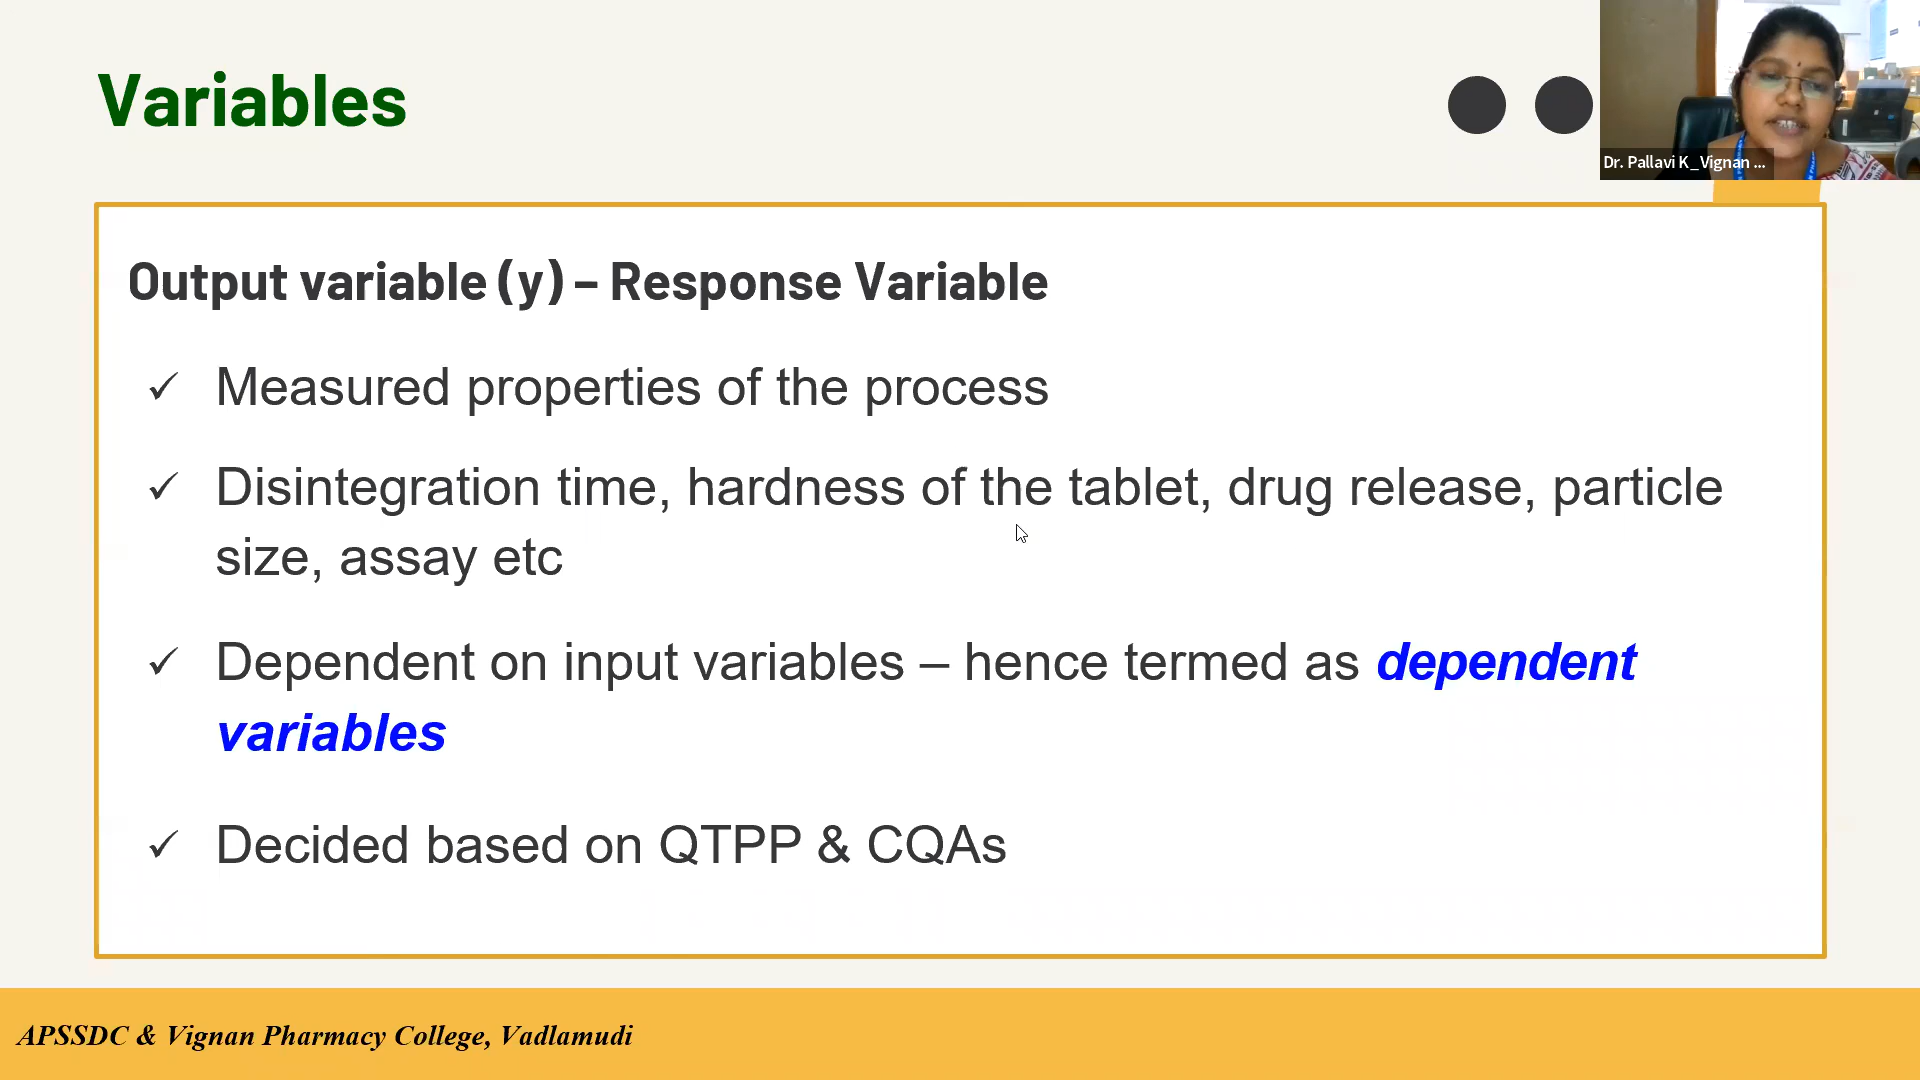 Variables
Dr. Pallavi K_Vignan ...
Output variable (y) – Response Variable
✓ Measured properties of the process
✓ Disintegration time, hardness of the tablet, drug release, particle
size, assay etc
✓ Dependent on input variables – hence termed as dependent
variables
✓ Decided based on QTPP & CQAs
APSSDC & Vignan Pharmacy College, Vadlamudi